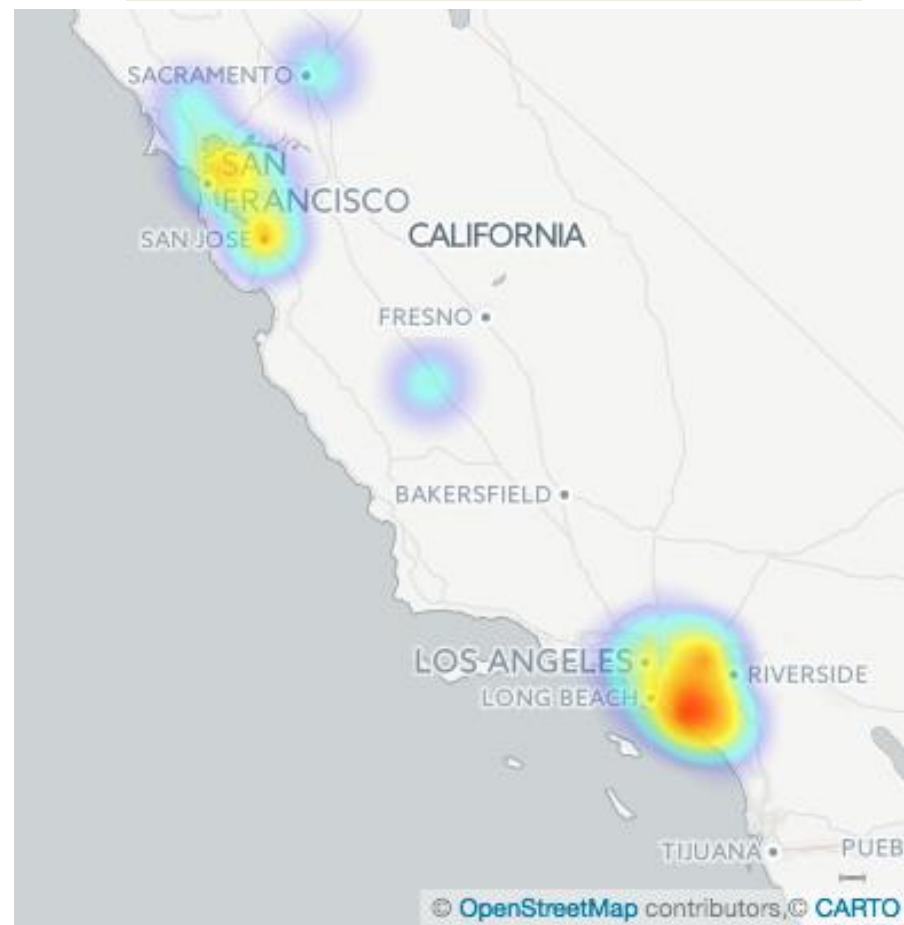 SACRAMENTO
SAN
FRANCISCO
SAN JOSE
CALIFORNIA
FRESNO
BAKERSFIELD
LOS ANGELES
RIVERSIDE
LONG BEACH
TIJUANA
PUEB
© OpenStreetMap contributors,© CARTO